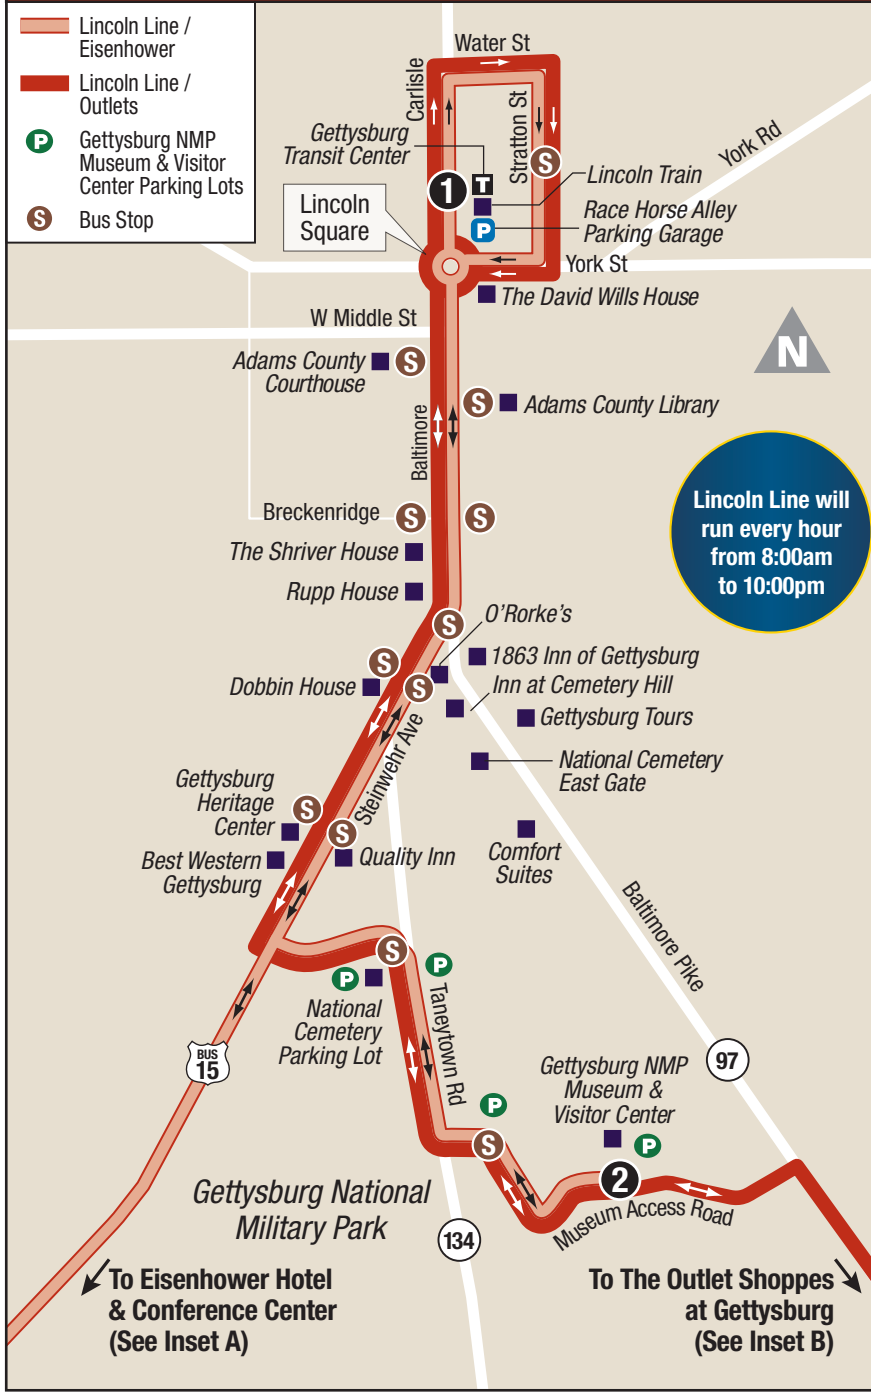 Lincoln Line /
Eisenhower
Lincoln Line /
Outlets
P
Gettysburg NMP
Museum & Visitor
Center Parking Lots
S
Bus Stop
Water St
Carlisle
Stratton St
S
York Rd
Gettysburg
Transit Center
T
1
Lincoln Train
Lincoln
Square
P
Race Horse Alley
Parking Garage
York St
The David Wills House
W Middle St
N
Adams County
Courthouse
S
S
Adams County Library
Baltimore
Lincoln Line will
run every hour
from 8:00am
to 10:00pm
Breckenridge
S
S
The Shriver House
Rupp House
O'Rorke's
S
1863 Inn of Gettysburg
S
Dobbin House
S
Inn at Cemetery Hill
Gettysburg Tours
Steinwehr Ave
National Cemetery
East Gate
Gettysburg
Heritage
Center
S
S
Best Western
Gettysburg
Quality Inn
Comfort
Suites
Baltimore Pike
S
P
P
National
Cemetery
Parking Lot
Taneytown Rd
BUS
15
97
Gettysburg NMP
Museum &
Visitor Center
P
S
P
2
Museum Access Road
Gettysburg National
Military Park
134
To Eisenhower Hotel
& Conference Center
(See Inset A)
To The Outlet Shoppes
at Gettysburg
(See Inset B)